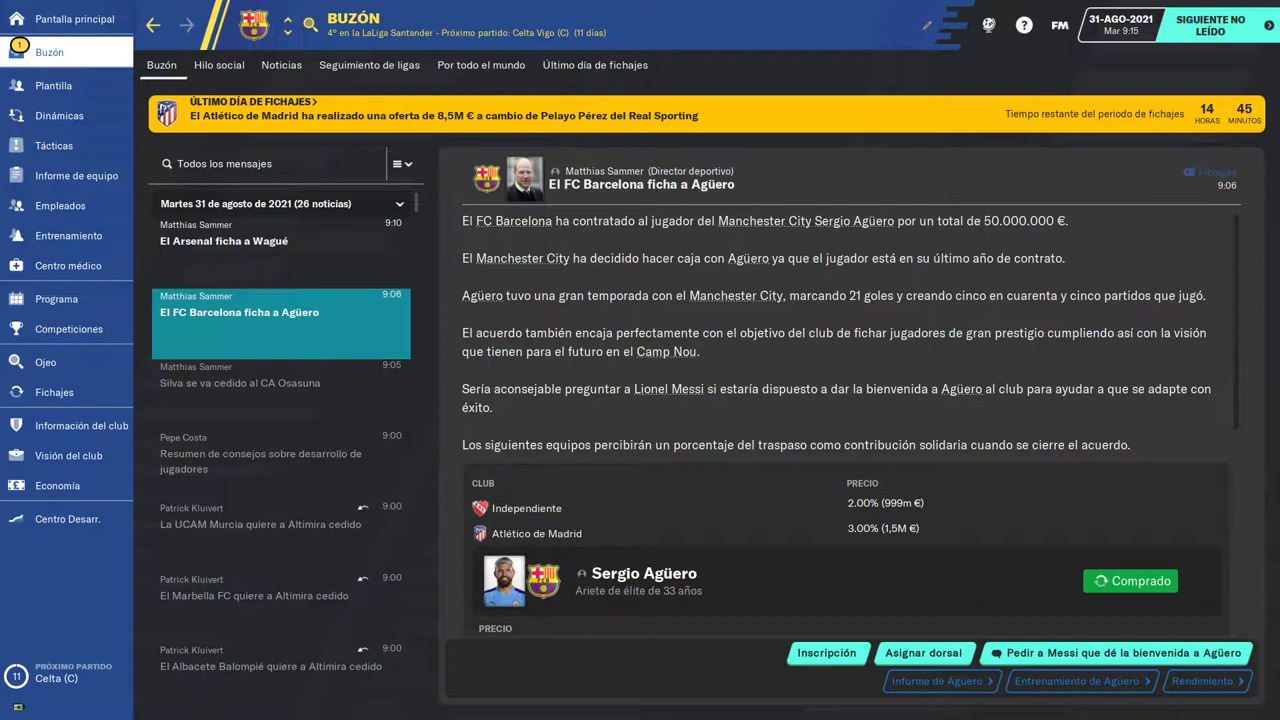 Pantalla principal
1
Buzón
Plantilla
Dinámicas
Tácticas
Informe de equipo
Empleados
Entrenamiento
Centro médico
Programa
Competiciones
Ojeo
Fichajes
Información del club
Visión del club
Economía
Centro Desarr.
11
PRÓXIMO PARTIDO
Celta (C)
BUZÓN
4º en la LaLiga Santander - Próximo partido: Celta Vigo (C) (11 días)
FM
31-AGO-2021
Mar 9:15
SIGUIENTE NO LEÍDO
Buzón
Hilo social
Noticias
Seguimiento de ligas
Por todo el mundo
Último día de fichajes
ÚLTIMO DÍA DE FICHAJES>
El Atlético de Madrid ha realizado una oferta de 8,5M € a cambio de Pelayo Pérez del Real Sporting
Tiempo restante del periodo de fichajes
14
HORAS
45
MINUTOS
Todos los mensajes
Martes 31 de agosto de 2021 (26 noticias)
Matthias Sammer 9:10
El Arsenal ficha a Wagué
Matthias Sammer 9:06
El FC Barcelona ficha a Agüero
Matthias Sammer 9:05
Silva se va cedido al CA Osasuna
Pepe Costa 9:00
Resumen de consejos sobre desarrollo de
jugadores
Patrick Kluivert 9:00
La UCAM Murcia quiere a Altimira cedido
Patrick Kluivert 9:00
El Marbella FC quiere a Altimira cedido
Patrick Kluivert 9:00
El Albacete Balompié quiere a Altimira cedido
Matthias Sammer (Director deportivo)
El FC Barcelona ficha a Agüero
Fichajes
9:06
El FC Barcelona ha contratado al jugador del Manchester City Sergio Agüero por un total de 50.000.000 €.
El Manchester City ha decidido hacer caja con Agüero ya que el jugador está en su último año de contrato.
Agüero tuvo una gran temporada con el Manchester City, marcando 21 goles y creando cinco en cuarenta y cinco partidos que jugó.
El acuerdo también encaja perfectamente con el objetivo del club de fichar jugadores de gran prestigio cumpliendo así con la visión
que tienen para el futuro en el Camp Nou.
Sería aconsejable preguntar a Lionel Messi si estaría dispuesto a dar la bienvenida a Agüero al club para ayudar a que se adapte con
éxito.
Los siguientes equipos percibirán un porcentaje del traspaso como contribución solidaria cuando se cierre el acuerdo.
CLUB PRECIO
Independiente 2.00% (999m €)
Atlético de Madrid 3.00% (1,5M €)
Sergio Agüero
Ariete de élite de 33 años
Comprado
PRECIO
Inscripción
Asignar dorsal
Pedir a Messi que dé la bienvenida a Agüero
Informe de Agüero >
Entrenamiento de Agüero >
Rendimiento >